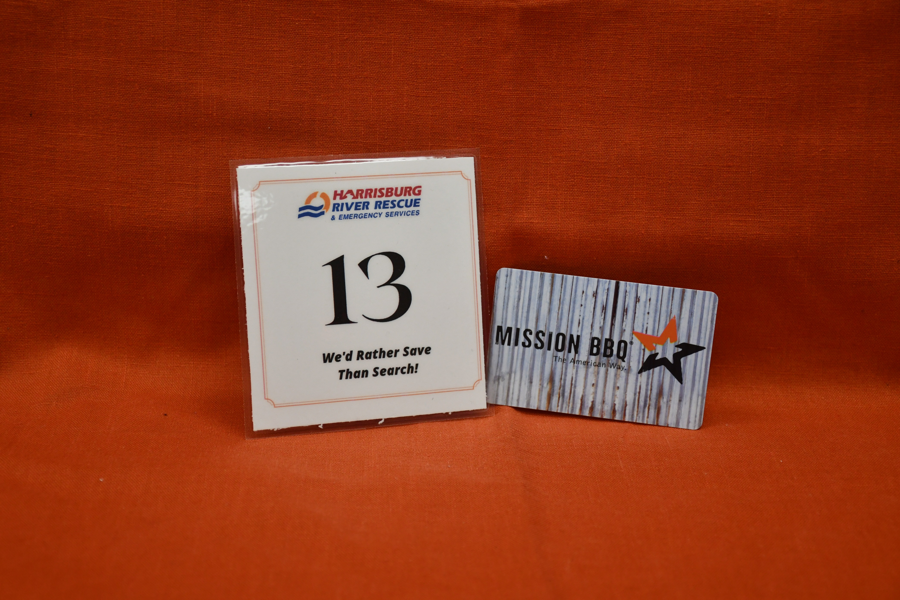 HARRISBURG
RIVER RESCUE
& EMERGENCY SERVICES
13
We'd Rather Save
Than Search!
MISSION BBQ
The American Way.